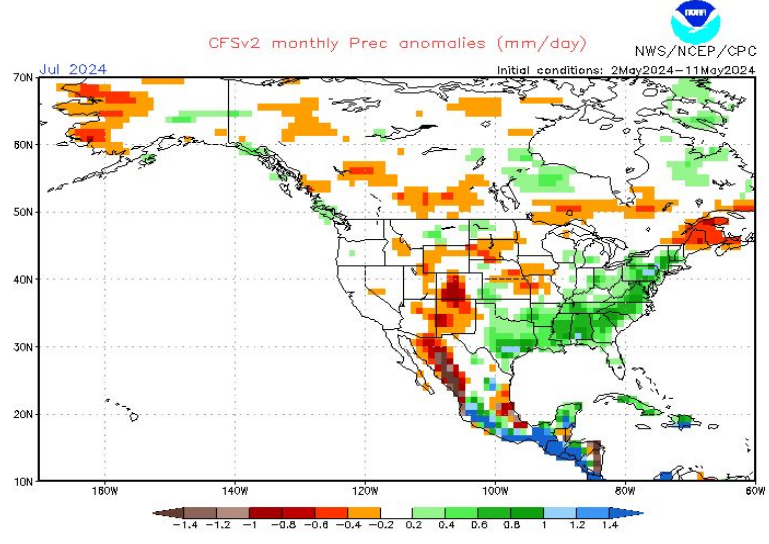 NOAA
CFSv2 monthly Prec anomalies (mm/day)
NWS/NCEP/CPC
Jul 2024
Initial conditions: 2May2024–11May2024
70N
60N
50N
40N
30N
20N
10N
160W
140W
120W
100W
80W
60W
−1.4 −1.2 −1 −0.8 −0.6 −0.4 −0.2 0.2 0.4 0.6 0.8 1 1.2 1.4